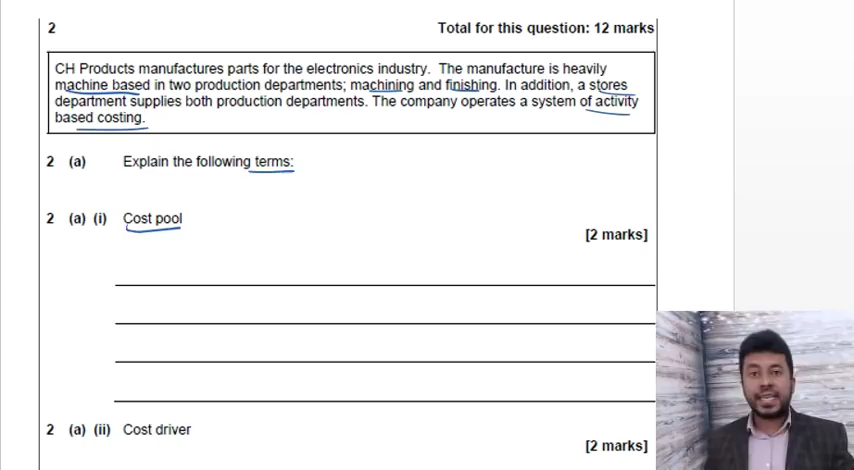 2 Total for this question: 12 marks
CH Products manufactures parts for the electronics industry. The manufacture is heavily
machine based in two production departments; machining and finishing. In addition, a stores
department supplies both production departments. The company operates a system of activity
based costing.
2 (a) Explain the following terms:
2 (a) (i) Cost pool
[2 marks]
2 (a) (ii) Cost driver
[2 marks]